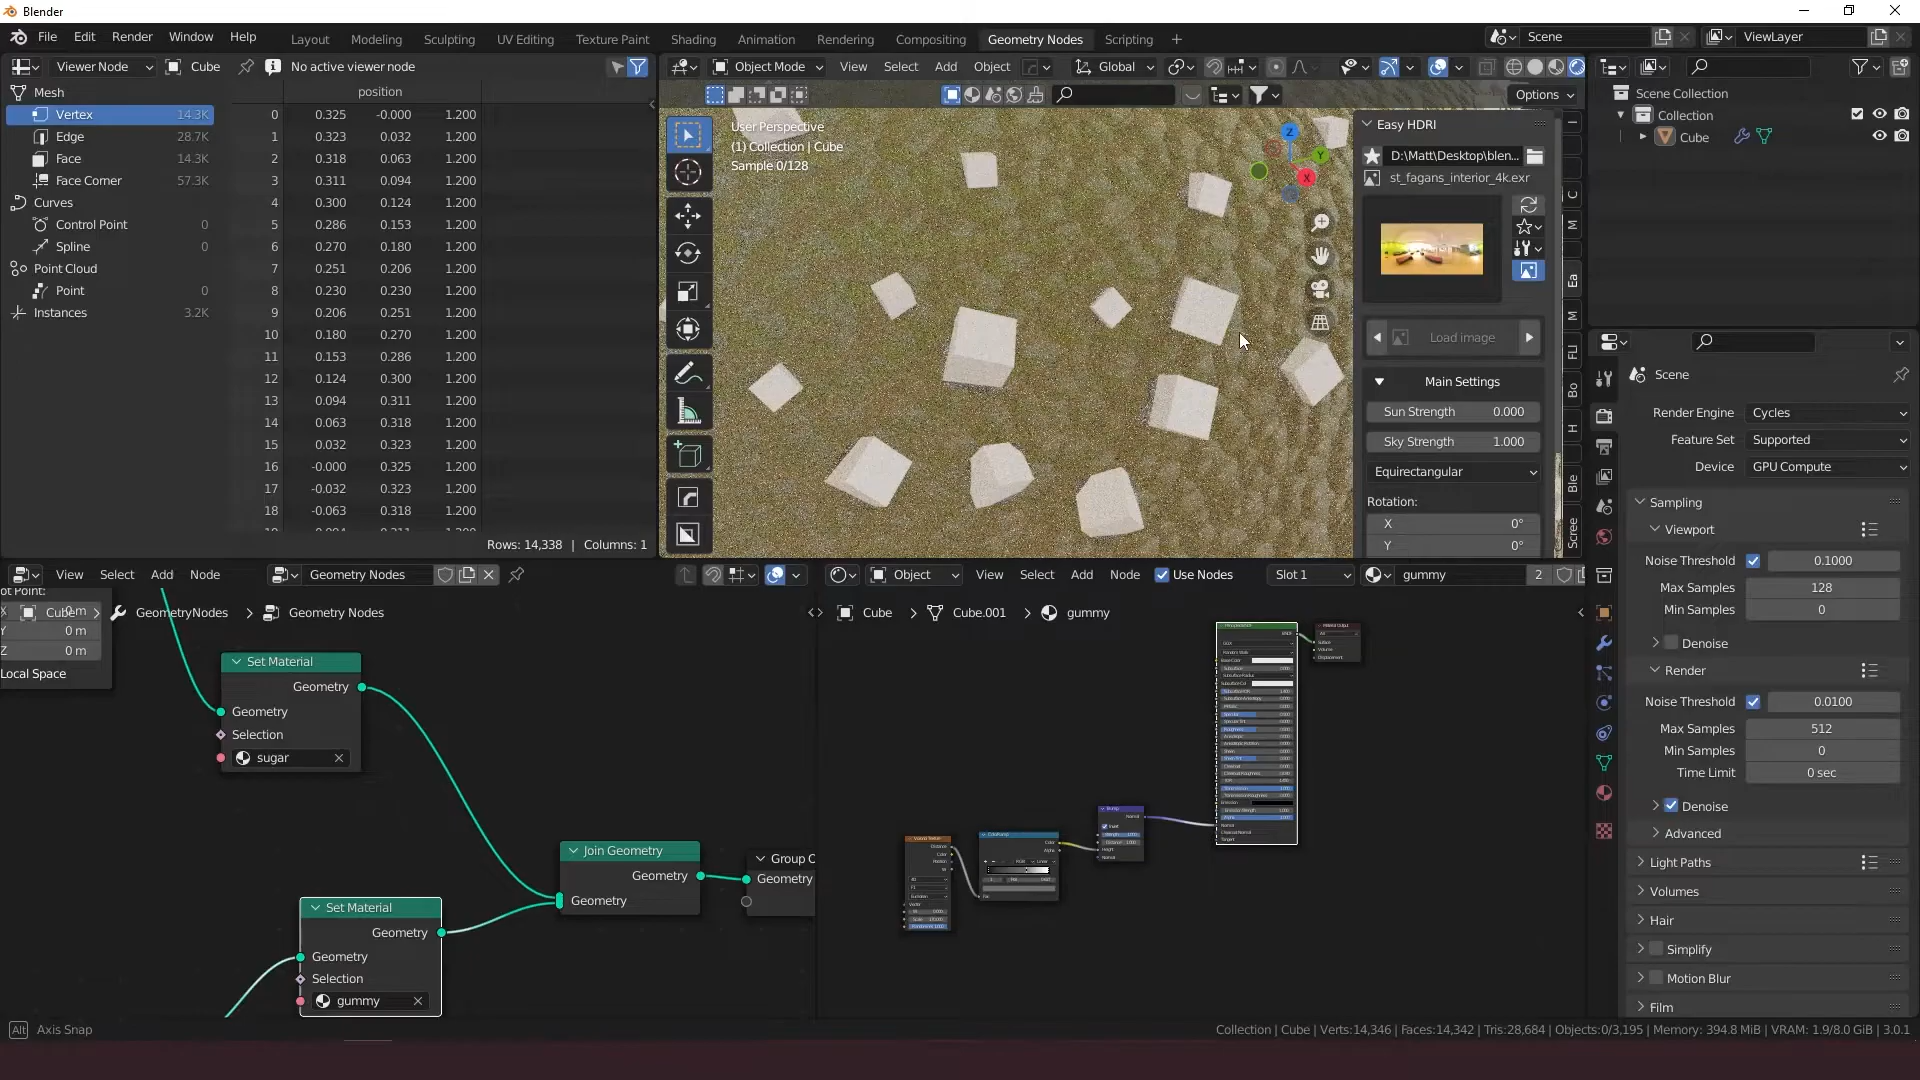 Blender
File Edit Render Window Help
Layout Modeling Sculpting UV Editing Texture Paint Shading Animation Rendering Compositing Geometry Nodes Scripting +
Scene
ViewLayer
Viewer Node Cube No active viewer node
Object Mode View Select Add Object Global
Options
Mesh
Vertex 14.3K
Edge 28.7K
Face 14.3K
Face Corner 57.3K
Curves
Control Point 0
Spline 0
Point Cloud
Point 0
Instances 3.2K
position
0 0.325 -0.000 1.200
1 0.323 0.032 1.200
2 0.318 0.063 1.200
3 0.311 0.094 1.200
4 0.300 0.124 1.200
5 0.286 0.153 1.200
6 0.270 0.180 1.200
7 0.251 0.206 1.200
8 0.230 0.230 1.200
9 0.206 0.251 1.200
10 0.180 0.270 1.200
11 0.153 0.286 1.200
12 0.124 0.300 1.200
13 0.094 0.311 1.200
14 0.063 0.318 1.200
15 0.032 0.323 1.200
16 -0.000 0.325 1.200
17 -0.032 0.323 1.200
18 -0.063 0.318 1.200
Rows: 14,338 | Columns: 1
User Perspective
(1) Collection | Cube
Sample 0/128
Z
Y
X
Easy HDRI
D:\Matt\Desktop\blen...
st_fagans_interior_4k.exr
Load image
Main Settings
Sun Strength 0.000
Sky Strength 1.000
Equirectangular
Rotation:
X 0°
Y 0°
C
M
Ea
M
FLI
Bo
H
Ble
Scree
Scene Collection
Collection
Cube
Scene
Render Engine Cycles
Feature Set Supported
Device GPU Compute
Sampling
Viewport
Noise Threshold 0.1000
Max Samples 128
Min Samples 0
Denoise
Render
Noise Threshold 0.0100
Max Samples 512
Min Samples 0
Time Limit 0 sec
Denoise
Advanced
Light Paths
Volumes
Hair
Simplify
Motion Blur
Film
View Select Add Node Geometry Nodes
Cube GeometryNodes Geometry Nodes
ot Point:
X 0 m
Y 0 m
Z 0 m
Local Space
Set Material
Geometry
Geometry
Selection
sugar
Join Geometry
Geometry
Geometry
Group O
Geometry
Set Material
Geometry
Geometry
Selection
gummy
Object View Select Add Node Use Nodes Slot 1 gummy 2
Cube Cube.001 gummy
Alt Axis Snap
Collection | Cube | Verts:14,346 | Faces:14,342 | Tris:28,684 | Objects:0/3,195 | Memory: 394.8 MiB | VRAM: 1.9/8.0 GiB | 3.0.1